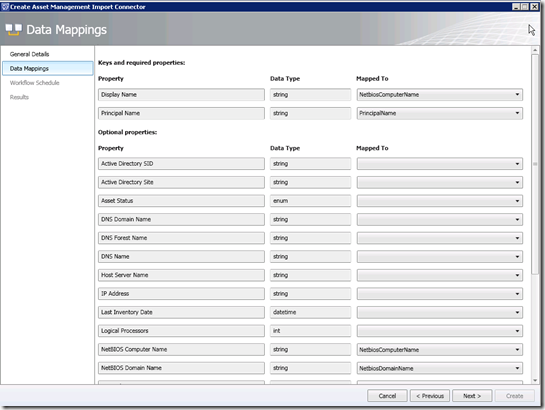 Create Asset Management Import Connector
Data Mappings
General Details
Data Mappings
Workflow Schedule
Results
Keys and required properties:
Property Data Type Mapped To
Display Name string NetbiosComputerName
Principal Name string PrincipalName
Optional properties:
Property Data Type Mapped To
Active Directory SID string
Active Directory Site string
Asset Status enum
DNS Domain Name string
DNS Forest Name string
DNS Name string
Host Server Name string
IP Address string
Last Inventory Date datetime
Logical Processors int
NetBIOS Computer Name string NetbiosComputerName
NetBIOS Domain Name string NetbiosDomainName
Cancel < Previous Next > Create